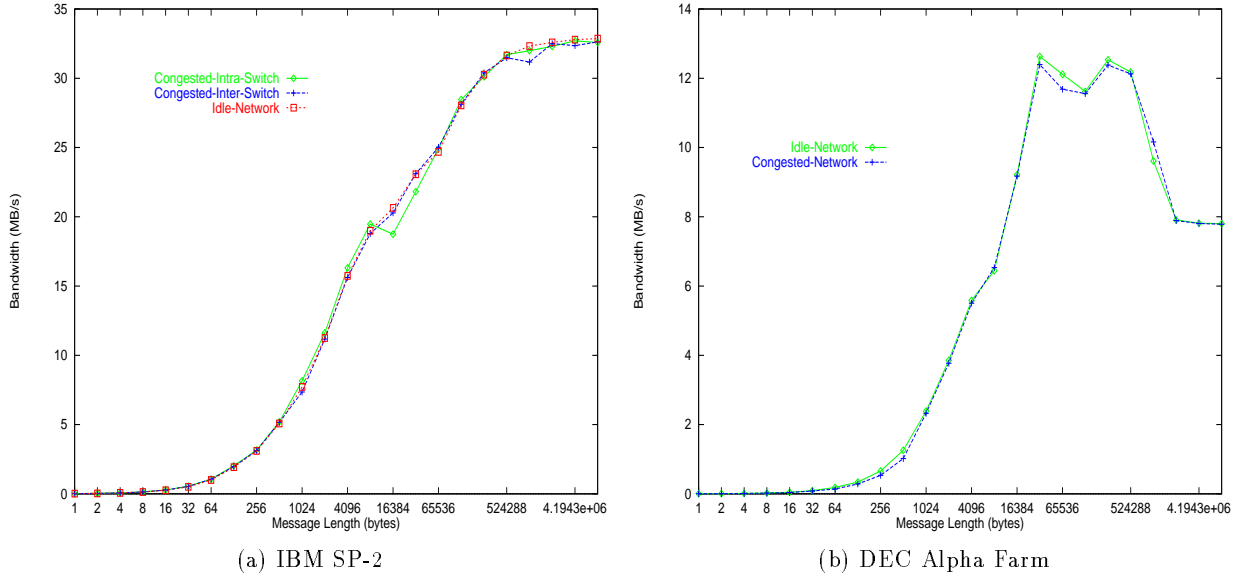 35
30
25
20
15
10
5
0
Bandwidth (MB/s)
Congested-Intra-Switch
Congested-Inter-Switch
Idle-Network
1 2 4 8 16 32 64 256 1024 4096 16384 65536 524288 4.1943e+06
Message Length (bytes)
(a) IBM SP-2
14
12
10
8
6
4
2
0
Bandwidth (MB/s)
Idle-Network
Congested-Network
1 2 4 8 16 32 64 256 1024 4096 16384 65536 524288 4.1943e+06
Message Length (bytes)
(b) DEC Alpha Farm